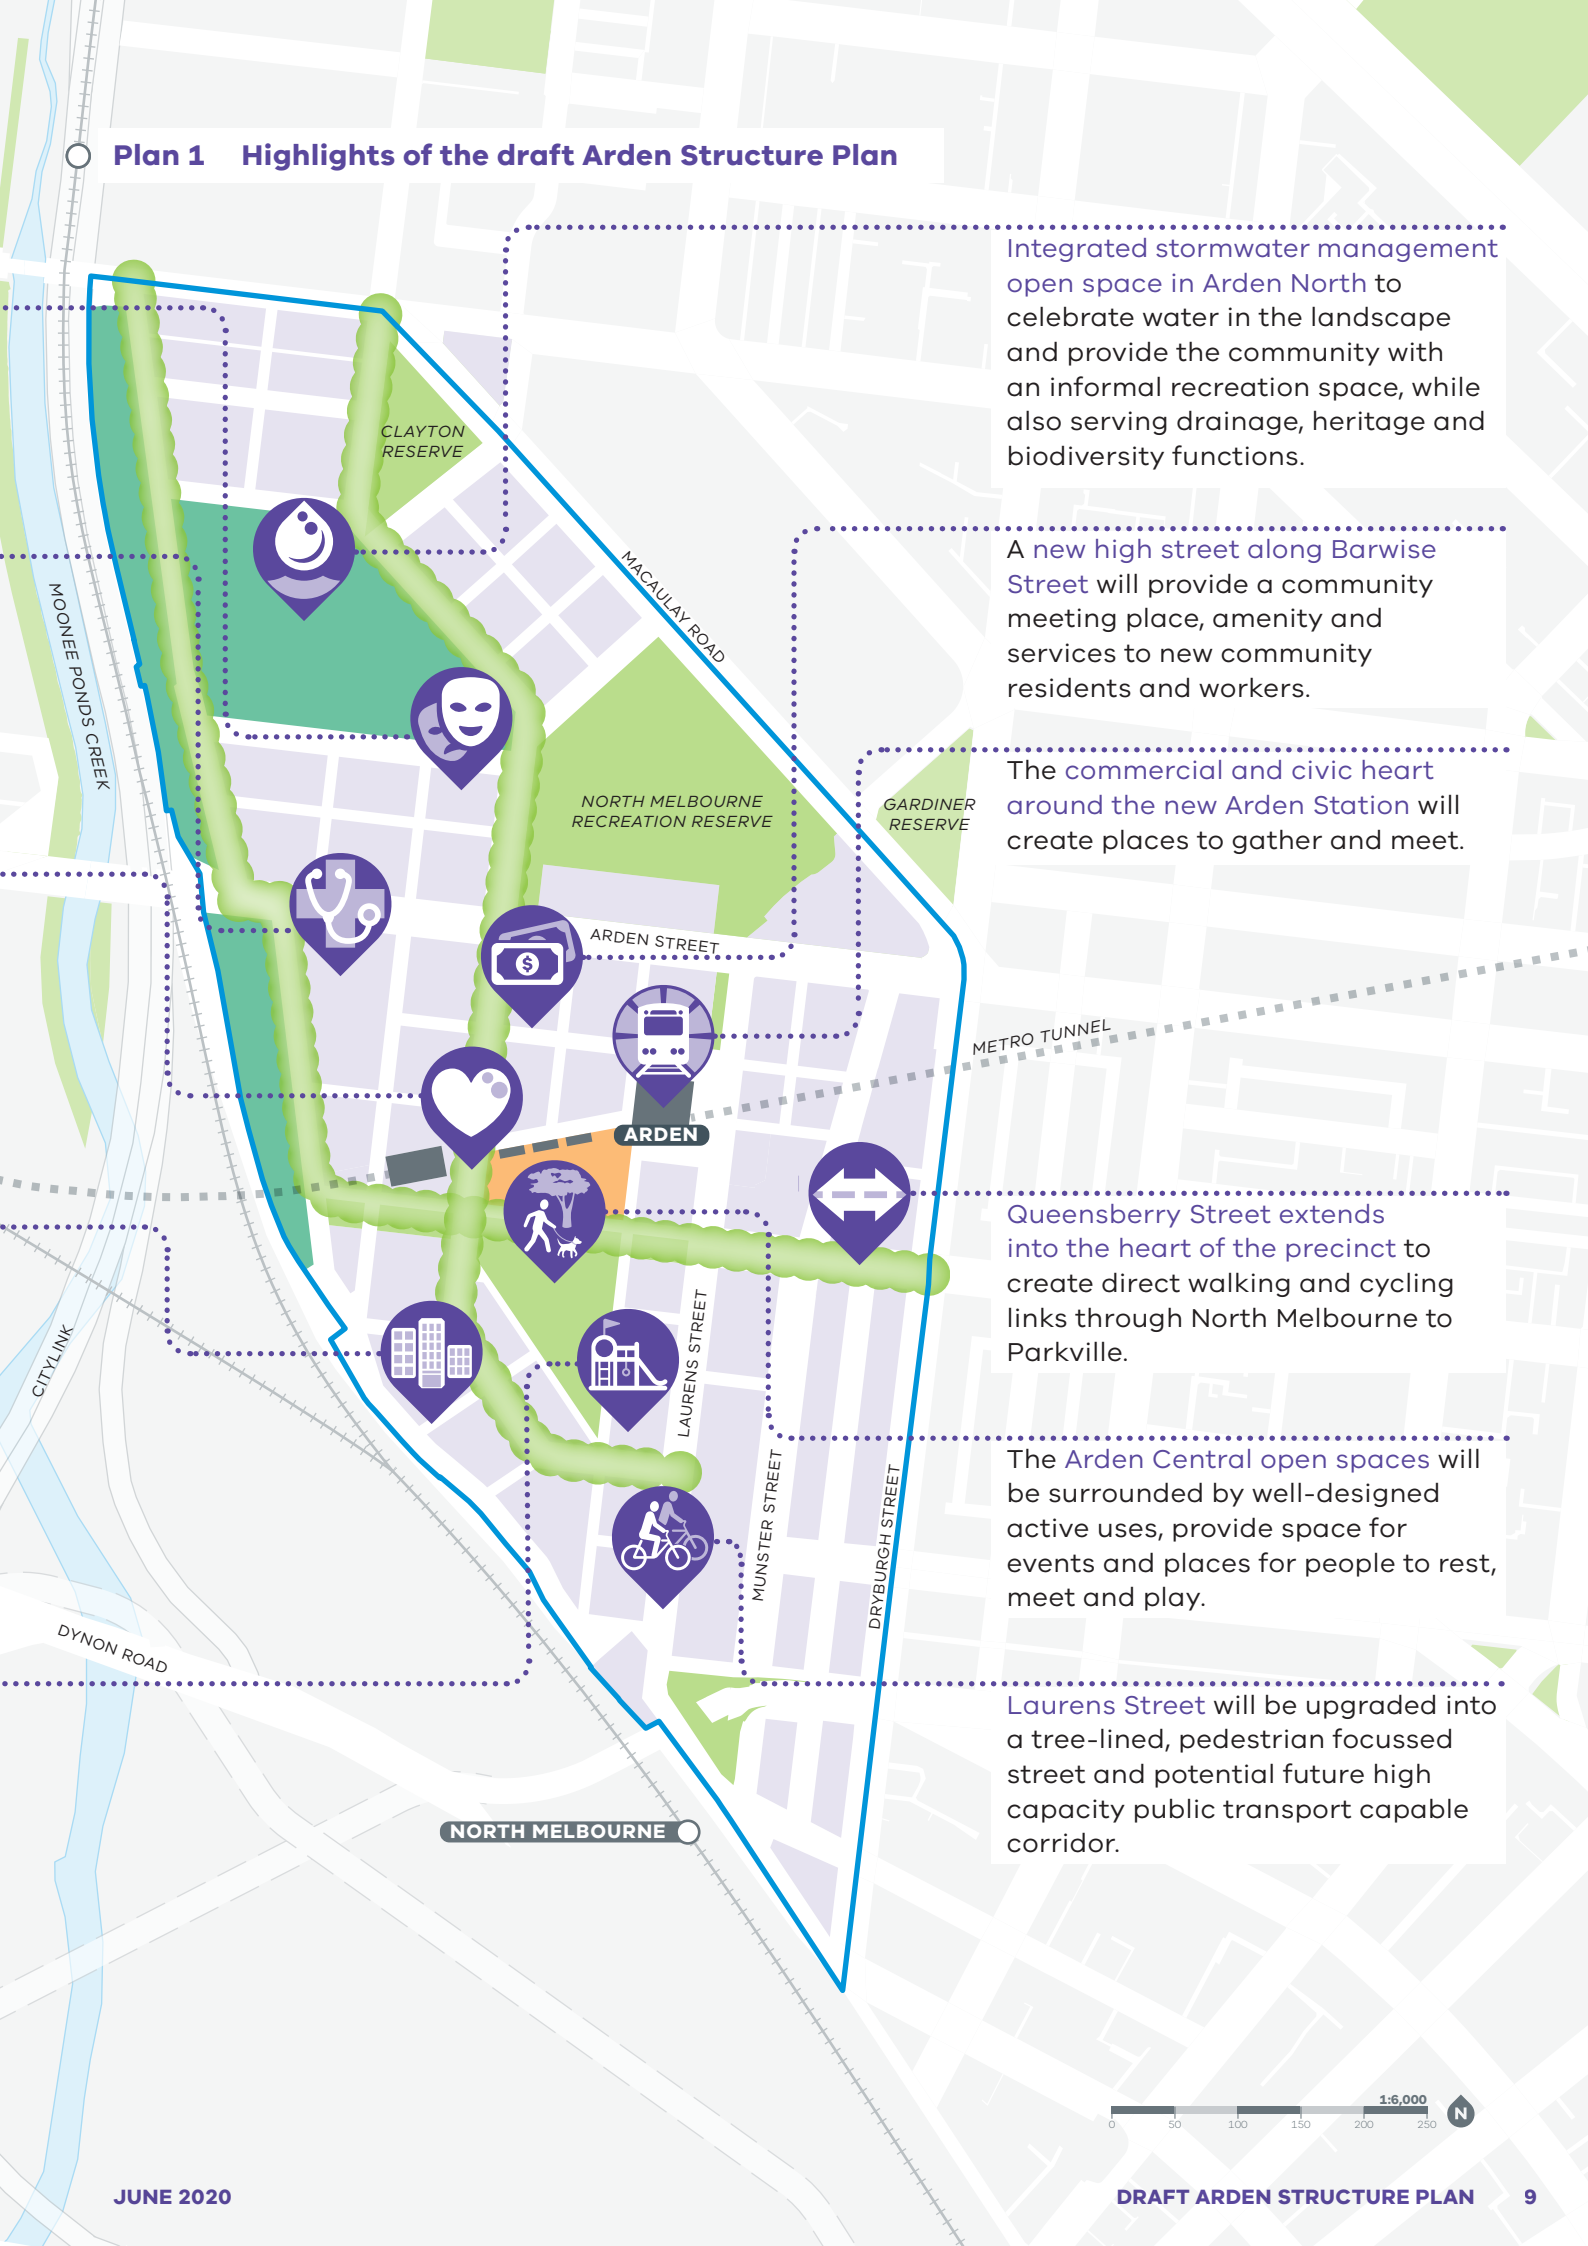 Plan 1 Highlights of the draft Arden Structure Plan
Integrated stormwater management
open space in Arden North to
celebrate water in the landscape
and provide the community with
an informal recreation space, while
also serving drainage, heritage and
biodiversity functions.
A new high street along Barwise
Street will provide a community
meeting place, amenity and
services to new community
residents and workers.
The commercial and civic heart
around the new Arden Station will
create places to gather and meet.
Queensberry Street extends
into the heart of the precinct to
create direct walking and cycling
links through North Melbourne to
Parkville.
The Arden Central open spaces will
be surrounded by well-designed
active uses, provide space for
events and places for people to rest,
meet and play.
Laurens Street will be upgraded into
a tree-lined, pedestrian focussed
street and potential future high
capacity public transport capable
corridor.
CLAYTON
RESERVE
MACAULAY ROAD
MOONEE PONDS CREEK
NORTH MELBOURNE
RECREATION RESERVE
GARDINER
RESERVE
ARDEN STREET
$
METRO TUNNEL
ARDEN
LAURENS STREET
CITYLINK
MUNSTER STREET
DRYBURGH STREET
DYNON ROAD
NORTH MELBOURNE
1:6,000
0 50 100 150 200 250
N
JUNE 2020
DRAFT ARDEN STRUCTURE PLAN 9